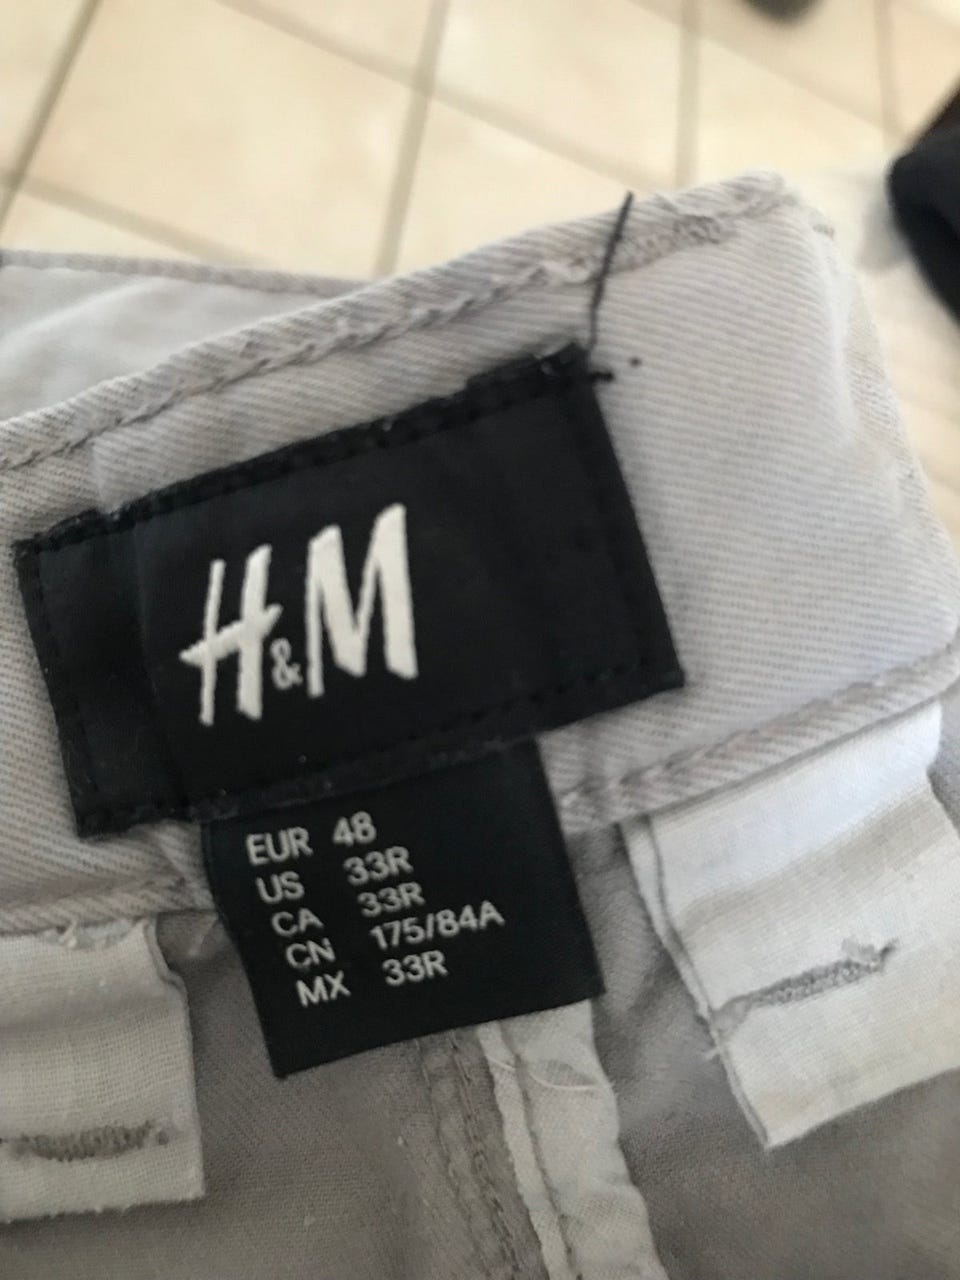 H&M
EUR 48
US 33R
CA 33R
CN 175/84A
MX 33R